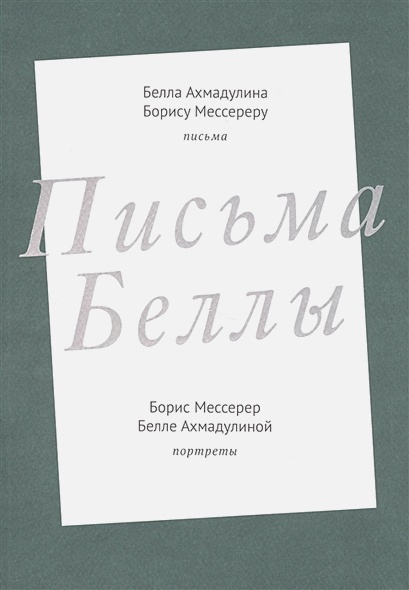 Белла Ахмадулина
Борису Мессереру
письма
Письма
Беллы
Борис Мессерер
Белле Ахмадулиной
портреты